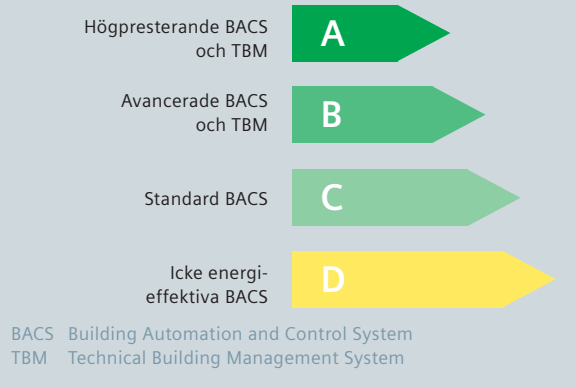 Högpresterande BACS
och TBM
A
Avancerade BACS
och TBM
B
Standard BACS
C
Icke energi-
effektiva BACS
D
BACS Building Automation and Control System
TBM Technical Building Management System